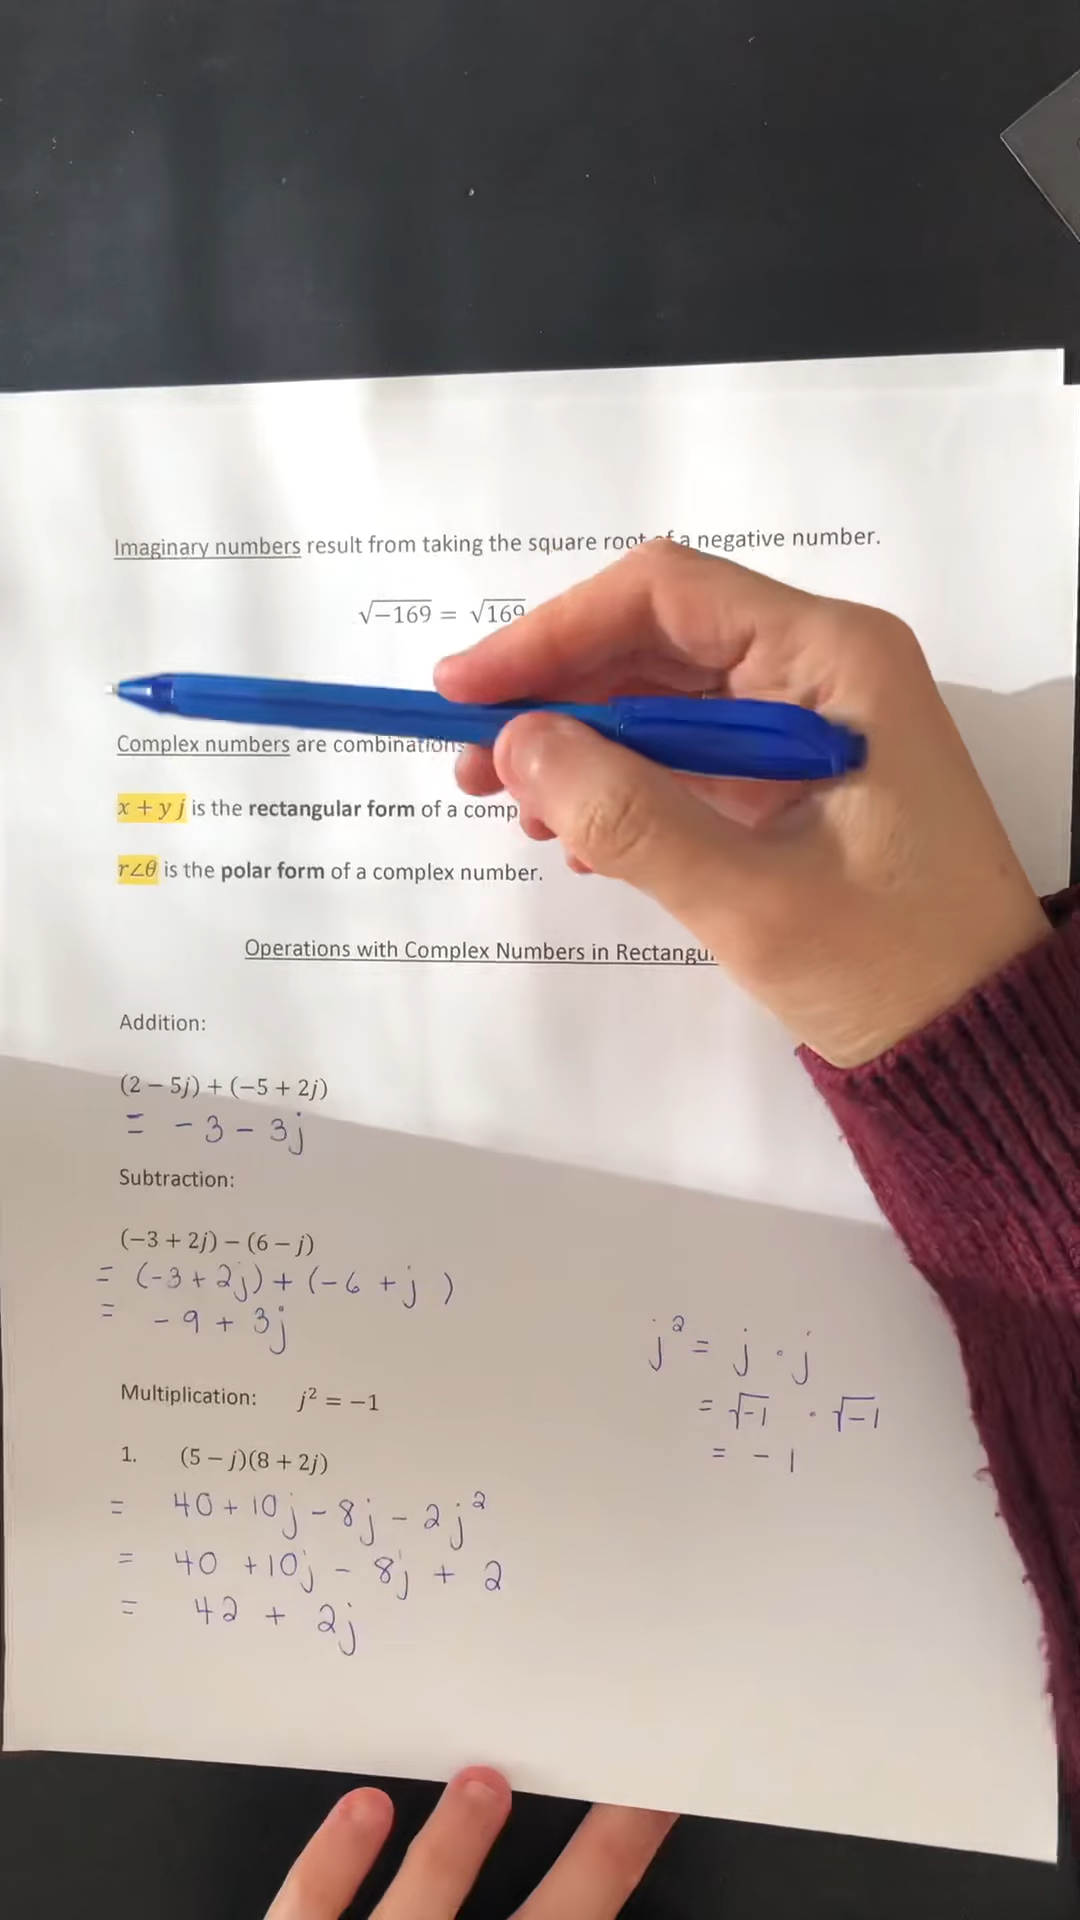 Imaginary numbers result from taking the square root of a negative number.
√−169 = √169
Complex numbers are combinations
x + y j is the rectangular form of a comp
r∠θ is the polar form of a complex number.
Operations with Complex Numbers in Rectangu
Addition:
(2 − 5j) + (−5 + 2j)
= - 3 - 3j
Subtraction:
(−3 + 2j) − (6 − j)
= (-3 + 2j) + (-6 + j )
= - 9 + 3j
Multiplication: j² = −1
1. (5 − j)(8 + 2j)
= 40 + 10j - 8j - 2j²
= 40 + 10j - 8j + 2
= 42 + 2j
j² = j · j
= √-1 · √-1
= - 1